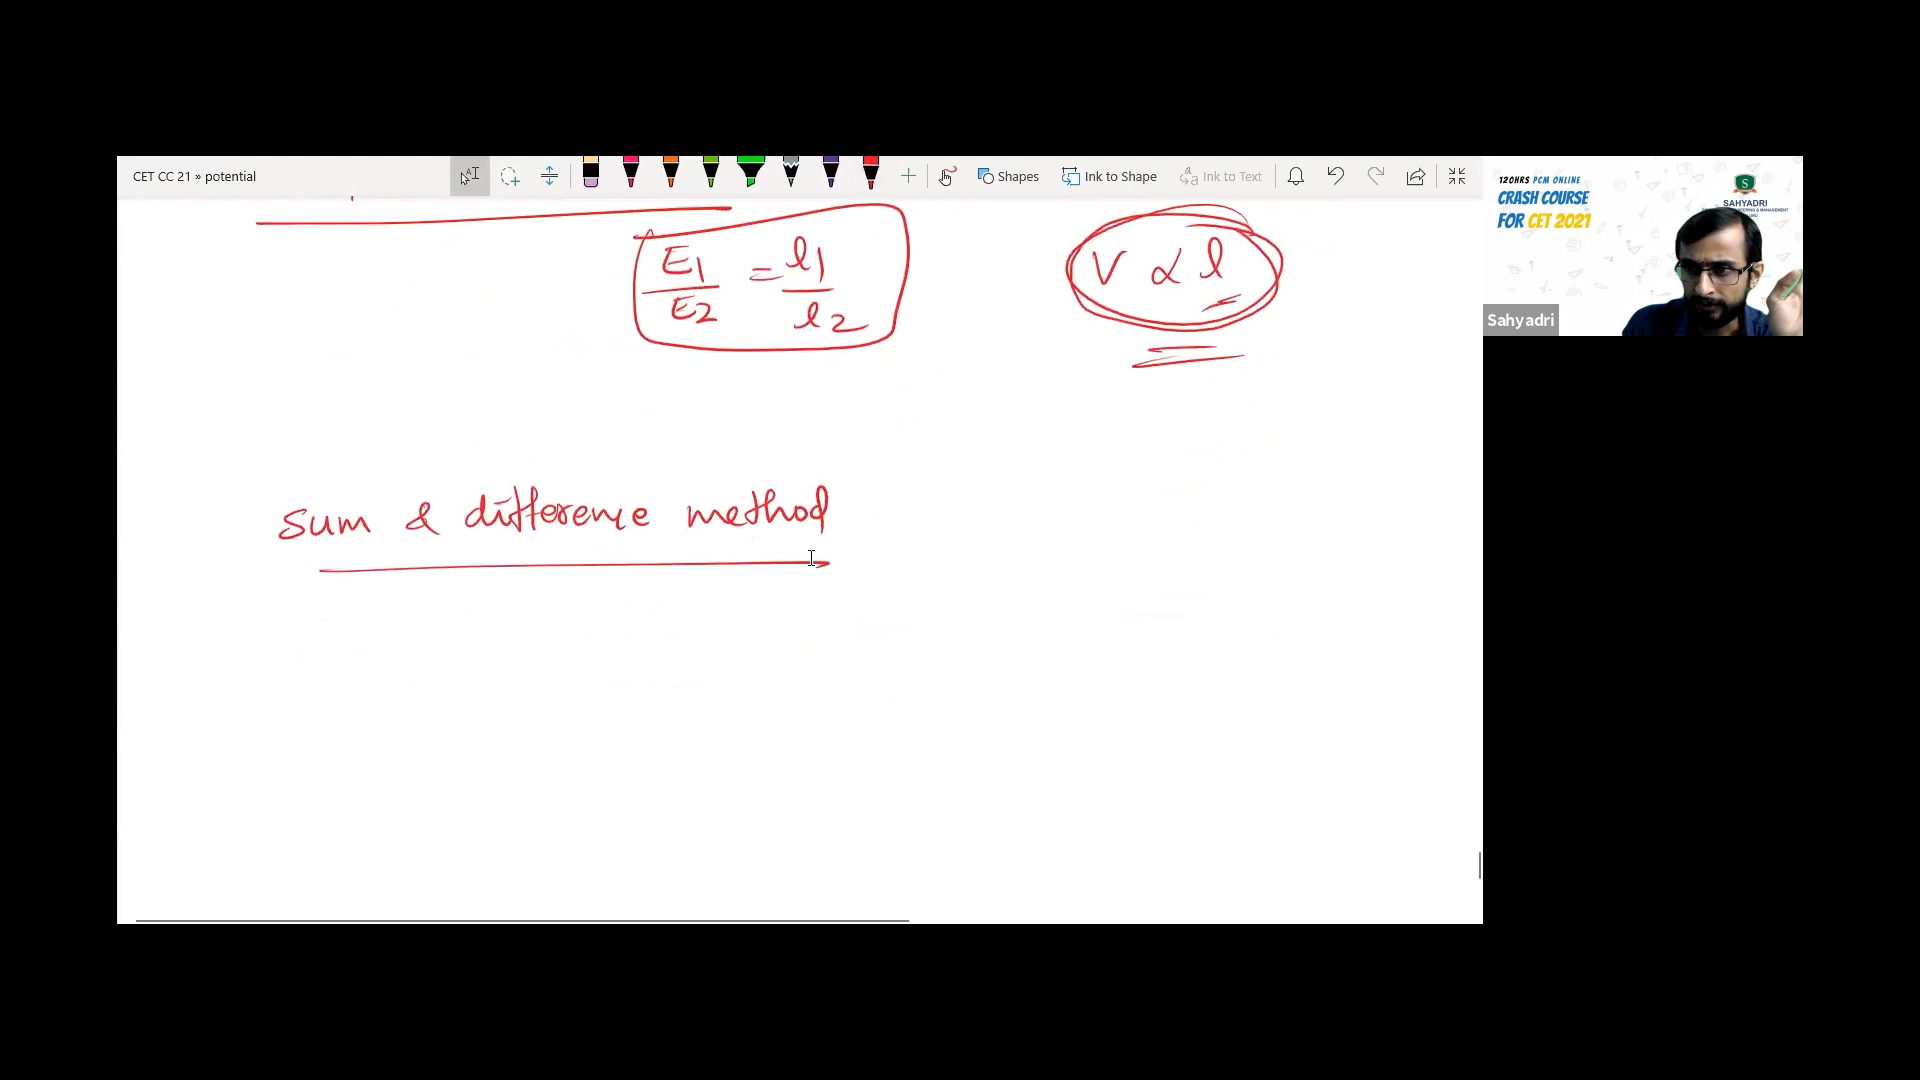 CET CC 21 » potential
Shapes
Ink to Shape
Ink to Text
120HRS PCM ONLINE
CRASH COURSE
FOR CET 2021
S
SAHYADRI
Sahyadri
E1/E2 = l1/l2
V ∝ l
sum & difference method